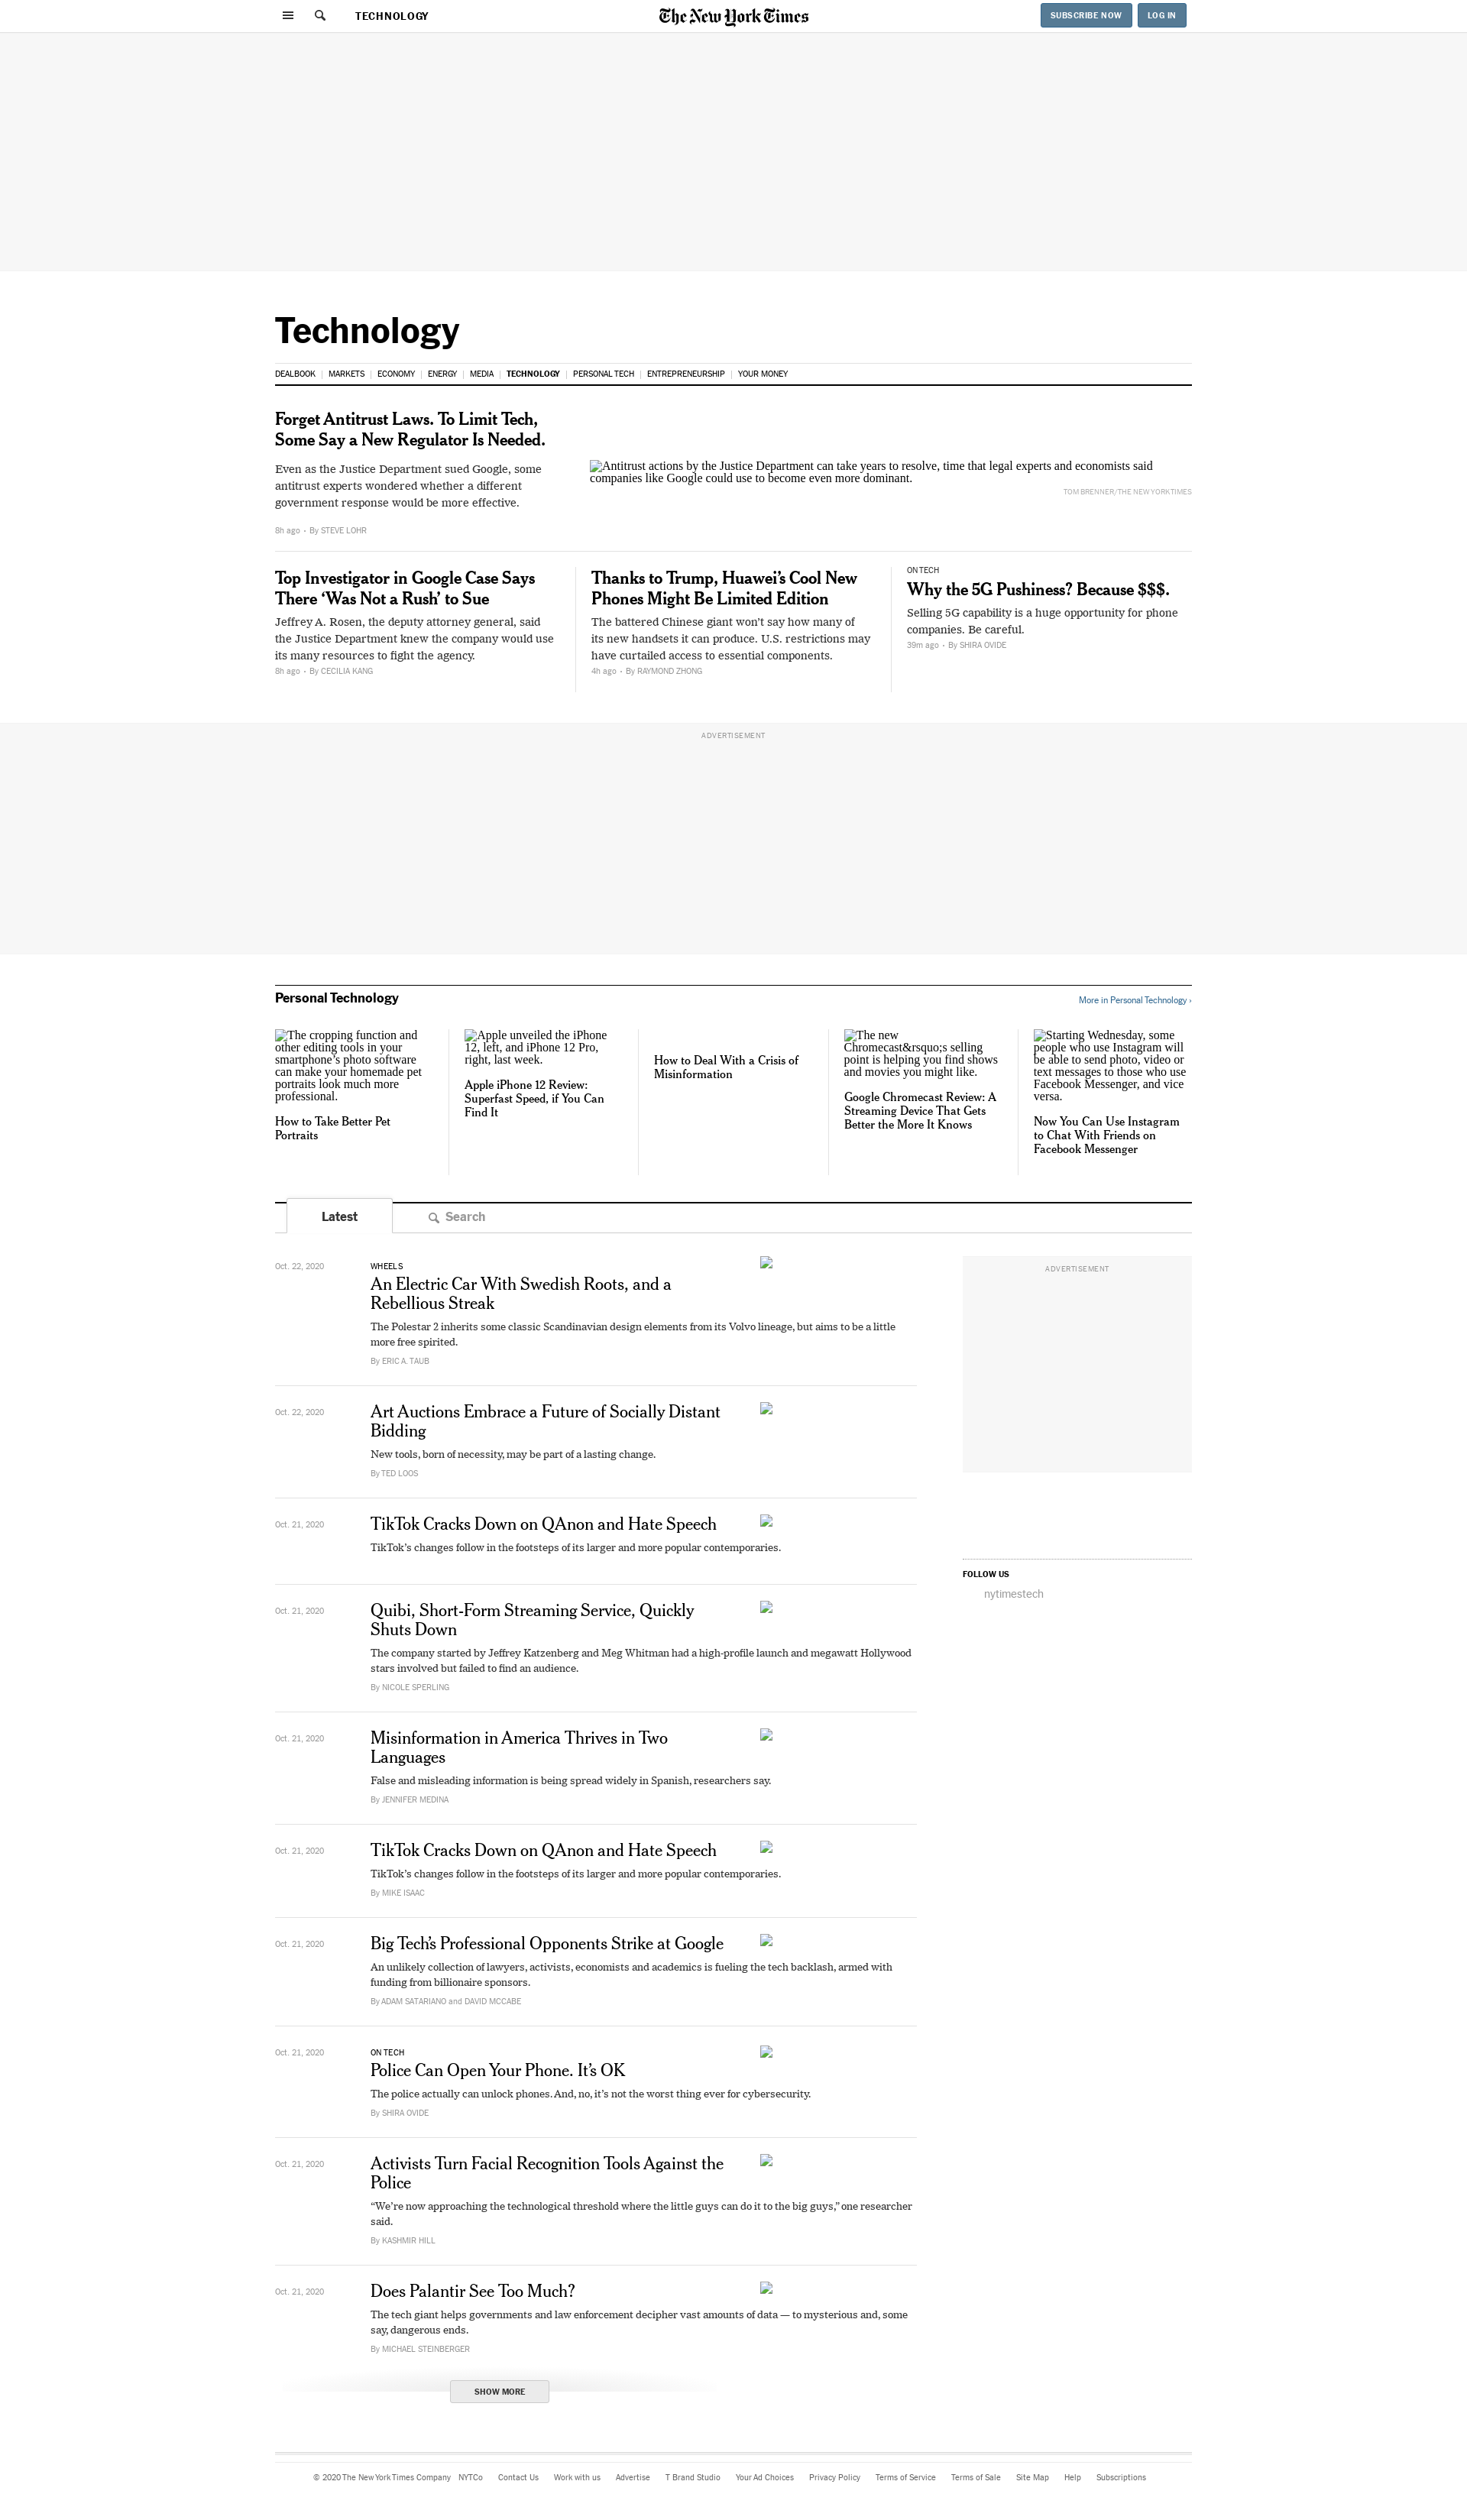 TECHNOLOGY
The New York Times
SUBSCRIBE NOW
LOG IN
Technology
DEALBOOK
MARKETS
ECONOMY
ENERGY
MEDIA
TECHNOLOGY
PERSONAL TECH
ENTREPRENEURSHIP
YOUR MONEY
Forget Antitrust Laws. To Limit Tech,
Some Say a New Regulator Is Needed.
Even as the Justice Department sued Google, some
antitrust experts wondered whether a different
government response would be more effective.
8h ago • By STEVE LOHR
Antitrust actions by the Justice Department can take years to resolve, time that legal experts and economists said
companies like Google could use to become even more dominant.
TOM BRENNER/THE NEW YORK TIMES
Top Investigator in Google Case Says
There ‘Was Not a Rush’ to Sue
Jeffrey A. Rosen, the deputy attorney general, said
the Justice Department knew the company would use
its many resources to fight the agency.
8h ago • By CECILIA KANG
Thanks to Trump, Huawei’s Cool New
Phones Might Be Limited Edition
The battered Chinese giant won’t say how many of
its new handsets it can produce. U.S. restrictions may
have curtailed access to essential components.
4h ago • By RAYMOND ZHONG
ON TECH
Why the 5G Pushiness? Because $$$.
Selling 5G capability is a huge opportunity for phone
companies. Be careful.
39m ago • By SHIRA OVIDE
ADVERTISEMENT
Personal Technology
More in Personal Technology ›
The cropping function and
other editing tools in your
smartphone’s photo software
can make your homemade pet
portraits look much more
professional.
How to Take Better Pet
Portraits
Apple unveiled the iPhone
12, left, and iPhone 12 Pro,
right, last week.
Apple iPhone 12 Review:
Superfast Speed, if You Can
Find It
How to Deal With a Crisis of
Misinformation
The new
Chromecast&rsquo;s selling
point is helping you find shows
and movies you might like.
Google Chromecast Review: A
Streaming Device That Gets
Better the More It Knows
Starting Wednesday, some
people who use Instagram will
be able to send photo, video or
text messages to those who use
Facebook Messenger, and vice
versa.
Now You Can Use Instagram
to Chat With Friends on
Facebook Messenger
Latest
Search
Oct. 22, 2020
WHEELS
An Electric Car With Swedish Roots, and a
Rebellious Streak
The Polestar 2 inherits some classic Scandinavian design elements from its Volvo lineage, but aims to be a little
more free spirited.
By ERIC A. TAUB
Oct. 22, 2020
Art Auctions Embrace a Future of Socially Distant
Bidding
New tools, born of necessity, may be part of a lasting change.
By TED LOOS
Oct. 21, 2020
TikTok Cracks Down on QAnon and Hate Speech
TikTok’s changes follow in the footsteps of its larger and more popular contemporaries.
Oct. 21, 2020
Quibi, Short-Form Streaming Service, Quickly
Shuts Down
The company started by Jeffrey Katzenberg and Meg Whitman had a high-profile launch and megawatt Hollywood
stars involved but failed to find an audience.
By NICOLE SPERLING
Oct. 21, 2020
Misinformation in America Thrives in Two
Languages
False and misleading information is being spread widely in Spanish, researchers say.
By JENNIFER MEDINA
Oct. 21, 2020
TikTok Cracks Down on QAnon and Hate Speech
TikTok’s changes follow in the footsteps of its larger and more popular contemporaries.
By MIKE ISAAC
Oct. 21, 2020
Big Tech’s Professional Opponents Strike at Google
An unlikely collection of lawyers, activists, economists and academics is fueling the tech backlash, armed with
funding from billionaire sponsors.
By ADAM SATARIANO and DAVID MCCABE
Oct. 21, 2020
ON TECH
Police Can Open Your Phone. It’s OK
The police actually can unlock phones. And, no, it’s not the worst thing ever for cybersecurity.
By SHIRA OVIDE
Oct. 21, 2020
Activists Turn Facial Recognition Tools Against the
Police
“We’re now approaching the technological threshold where the little guys can do it to the big guys,” one researcher
said.
By KASHMIR HILL
Oct. 21, 2020
Does Palantir See Too Much?
The tech giant helps governments and law enforcement decipher vast amounts of data — to mysterious and, some
say, dangerous ends.
By MICHAEL STEINBERGER
SHOW MORE
ADVERTISEMENT
FOLLOW US
nytimestech
© 2020 The New York Times Company
NYTCo
Contact Us
Work with us
Advertise
T Brand Studio
Your Ad Choices
Privacy Policy
Terms of Service
Terms of Sale
Site Map
Help
Subscriptions